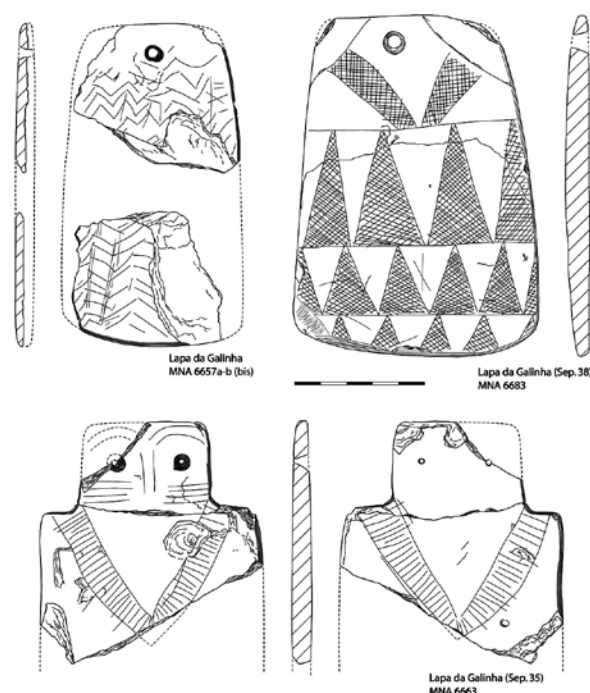 Lapa da Galinha
MNA 6657a-b (bis)
Lapa da Galinha (Sep. 38)
MNA 6683
Lapa da Galinha (Sep. 35)
MNA 6663